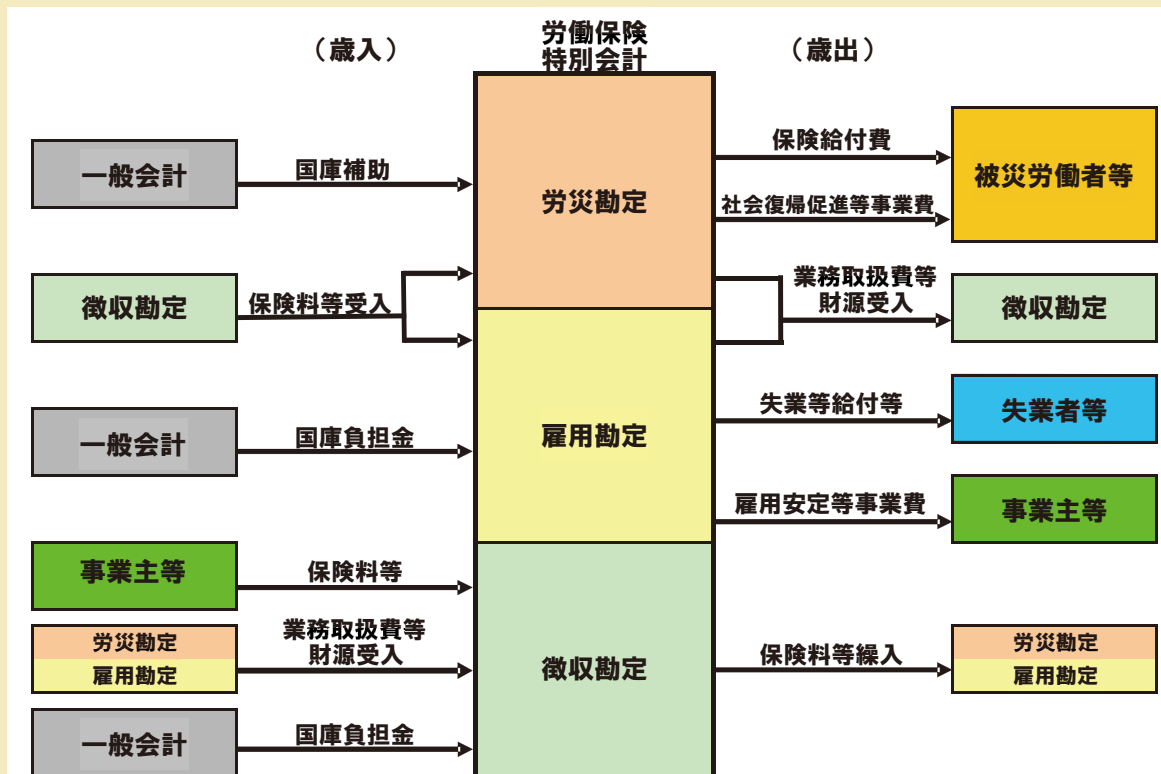 （歳入）
労働保険
特別会計
（歳出）
一般会計
国庫補助
徴収勘定
保険料等受入
一般会計
国庫負担金
事業主等
保険料等
労災勘定
雇用勘定
業務取扱費等
財源受入
一般会計
国庫負担金
労災勘定
雇用勘定
徴収勘定
保険給付費
社会復帰促進等事業費
被災労働者等
業務取扱費等
財源受入
徴収勘定
失業等給付等
失業者等
雇用安定等事業費
事業主等
保険料等繰入
労災勘定
雇用勘定